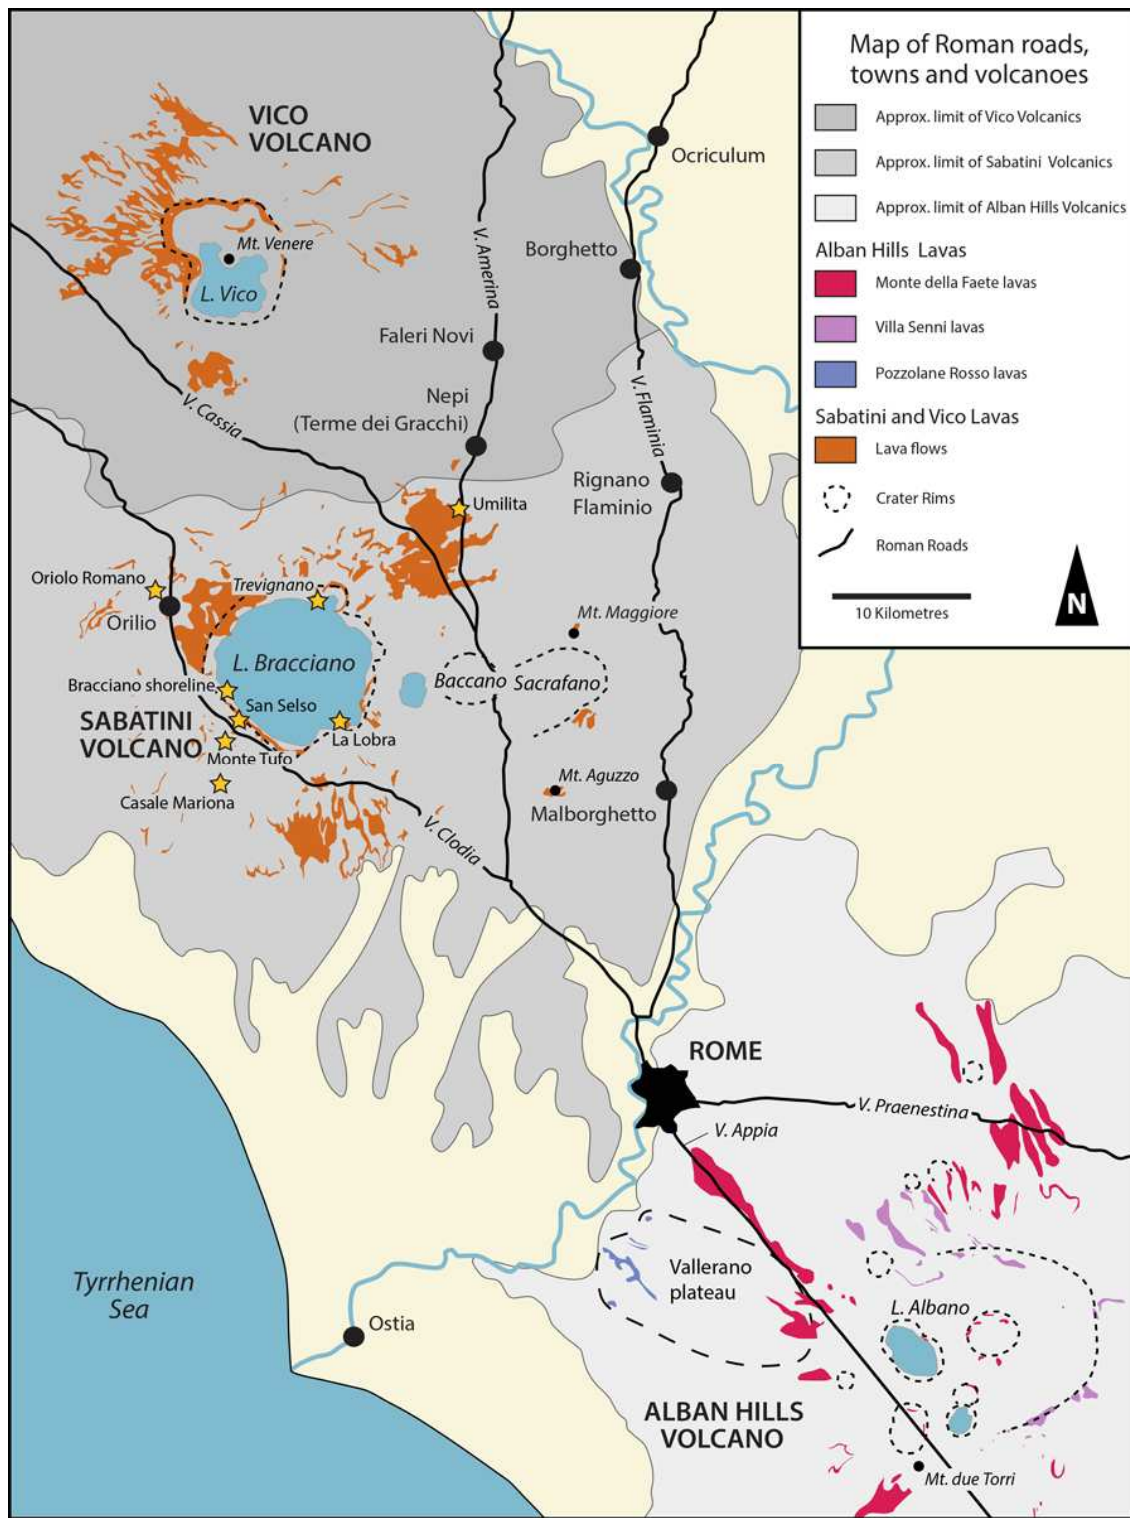 Map of Roman roads,
towns and volcanoes
Approx. limit of Vico Volcanics
Approx. limit of Sabatini Volcanics
Approx. limit of Alban Hills Volcanics
Alban Hills Lavas
Monte della Faete lavas
Villa Senni lavas
Pozzolane Rosso lavas
Sabatini and Vico Lavas
Lava flows
Crater Rims
Roman Roads
10 Kilometres
N
VICO
VOLCANO
Mt. Venere
L. Vico
V. Amerina
Ocriculum
Borghetto
Faleri Novi
Nepi
(Terme dei Gracchi)
V. Cassia
V. Flaminia
Rignano
Flaminio
Umilita
Oriolo Romano
Orilio
Trevignano
Mt. Maggiore
L. Bracciano
Baccano
Sacrafano
Bracciano shoreline
San Selso
SABATINI
VOLCANO
La Lobra
Monte Tufo
Casale Mariona
Mt. Aguzzo
Malborghetto
V. Clodia
ROME
V. Praenestina
V. Appia
Vallerano
plateau
Tyrrhenian
Sea
Ostia
L. Albano
ALBAN HILLS
VOLCANO
Mt. due Torri